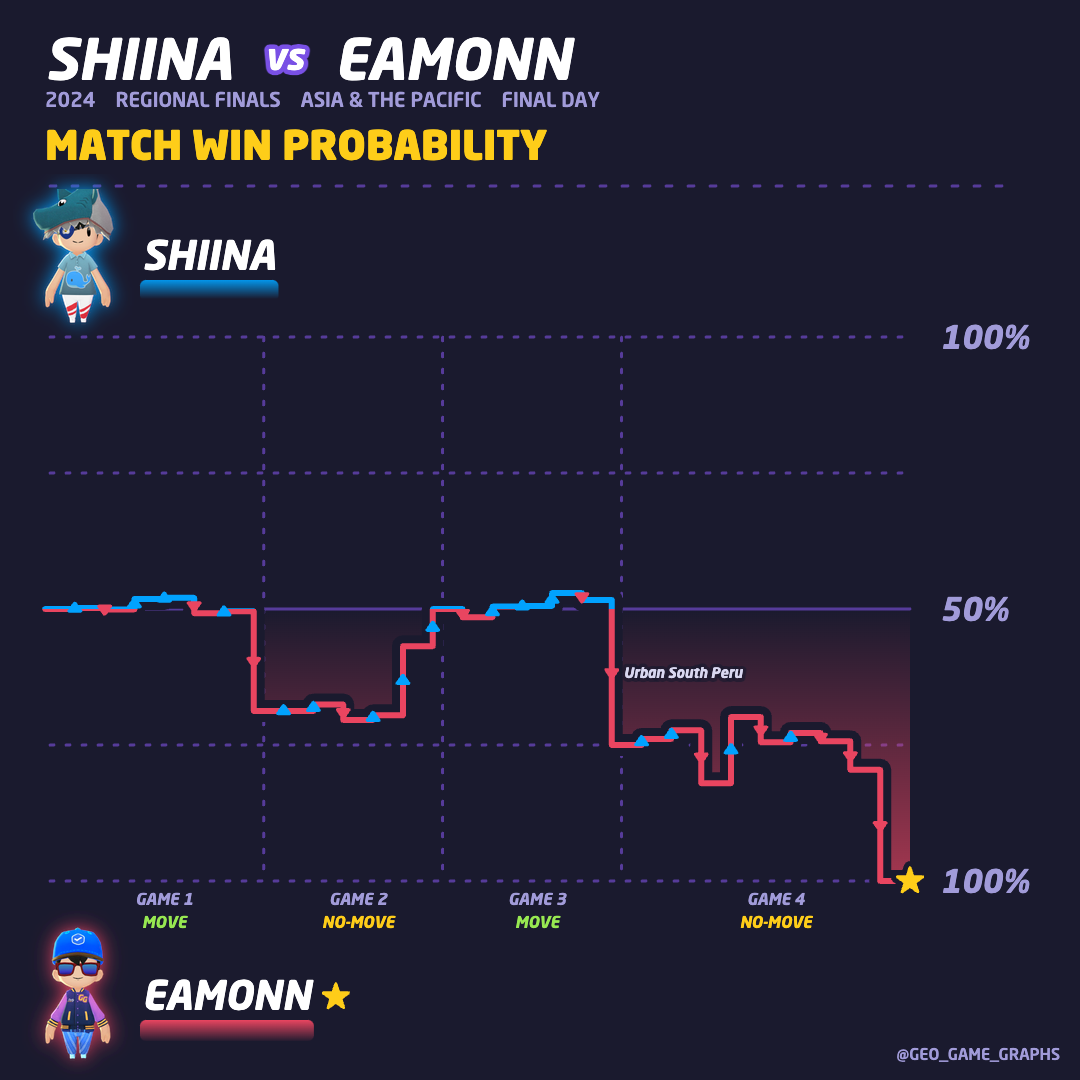 SHIINA VS EAMONN
2024 REGIONAL FINALS ASIA & THE PACIFIC FINAL DAY
MATCH WIN PROBABILITY
SHIINA
100%
50%
Urban South Peru
100%
GAME 1 GAME 2 GAME 3 GAME 4
MOVE NO-MOVE MOVE NO-MOVE
EAMONN
@GEO_GAME_GRAPHS